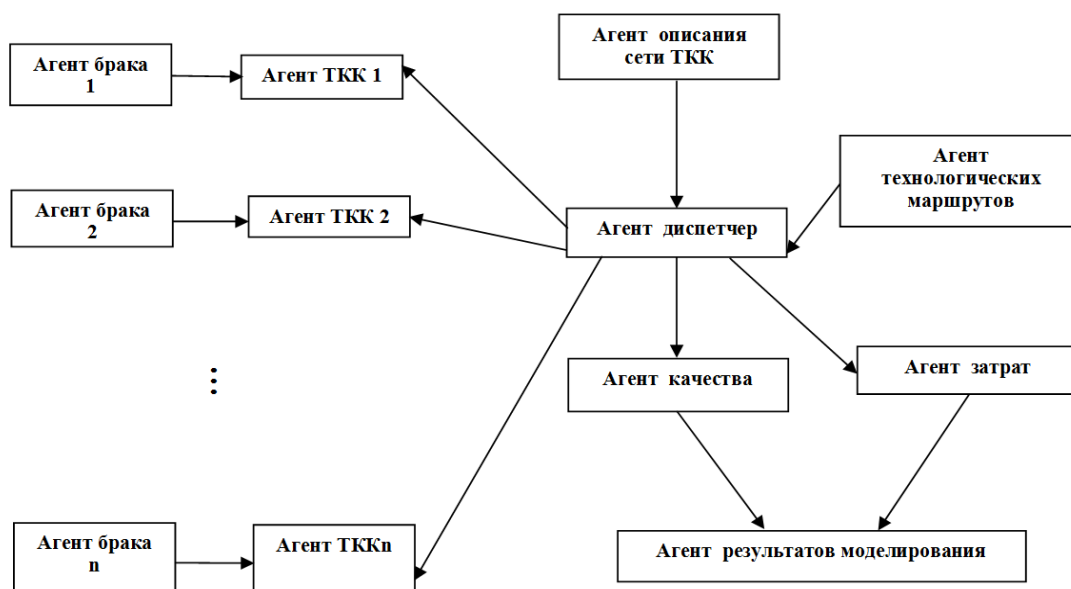 Агент описания
сети ТКК
Агент брака
1
Агент ТКК 1
Агент
технологических
маршрутов
Агент брака
2
Агент ТКК 2
Агент диспетчер
...
Агент качества
Агент затрат
Агент брака
n
Агент ТККn
Агент результатов моделирования